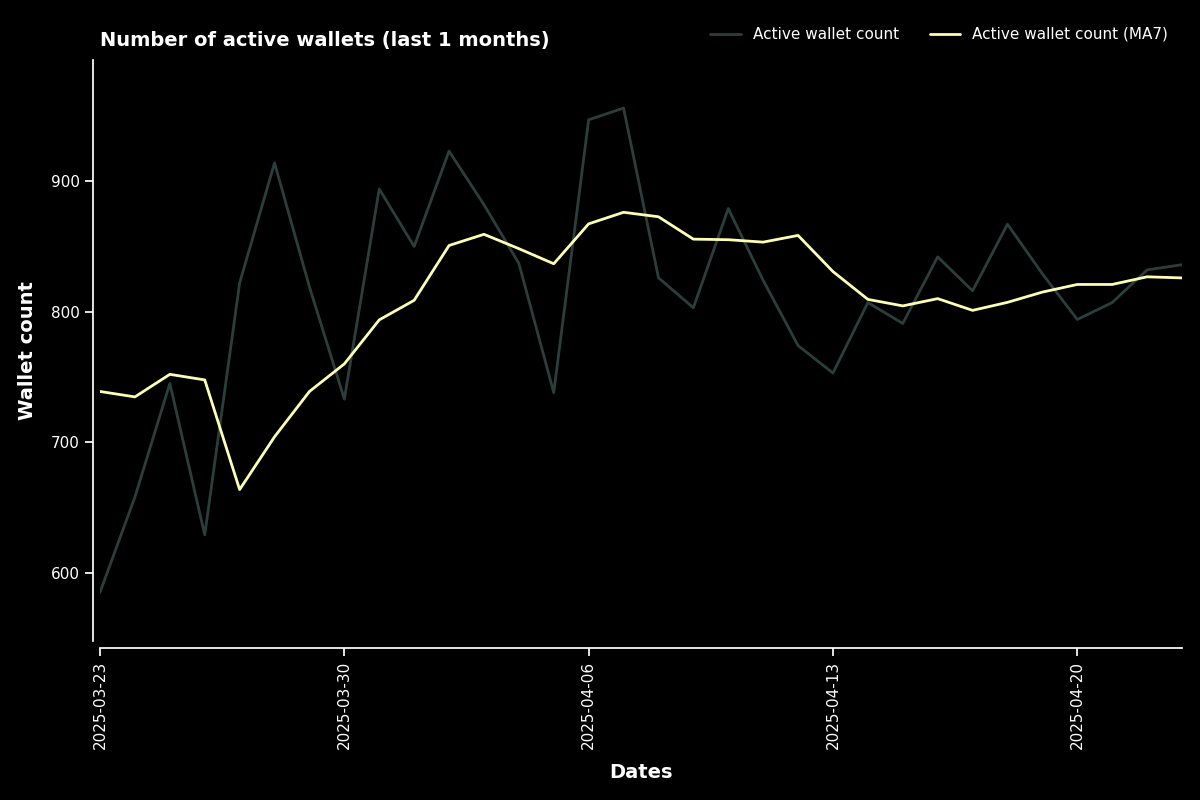 Number of active wallets (last 1 months)
Active wallet count
Active wallet count (MA7)
Wallet count
900
800
700
600
2025-03-23
2025-03-30
2025-04-06
2025-04-13
2025-04-20
Dates